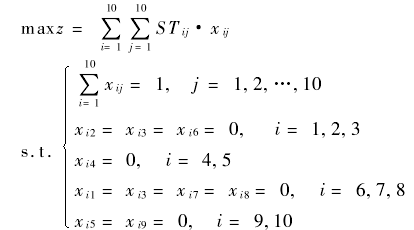 max z = ∑_{i=1}^{10} ∑_{j=1}^{10} ST_{ij} · x_{ij}
s.t. { ∑_{i=1}^{10} x_{ij} = 1, j = 1, 2, ⋯, 10
x_{i2} = x_{i3} = x_{i6} = 0, i = 1, 2, 3
x_{i4} = 0, i = 4, 5
x_{i1} = x_{i3} = x_{i7} = x_{i8} = 0, i = 6, 7, 8
x_{i5} = x_{i9} = 0, i = 9, 10